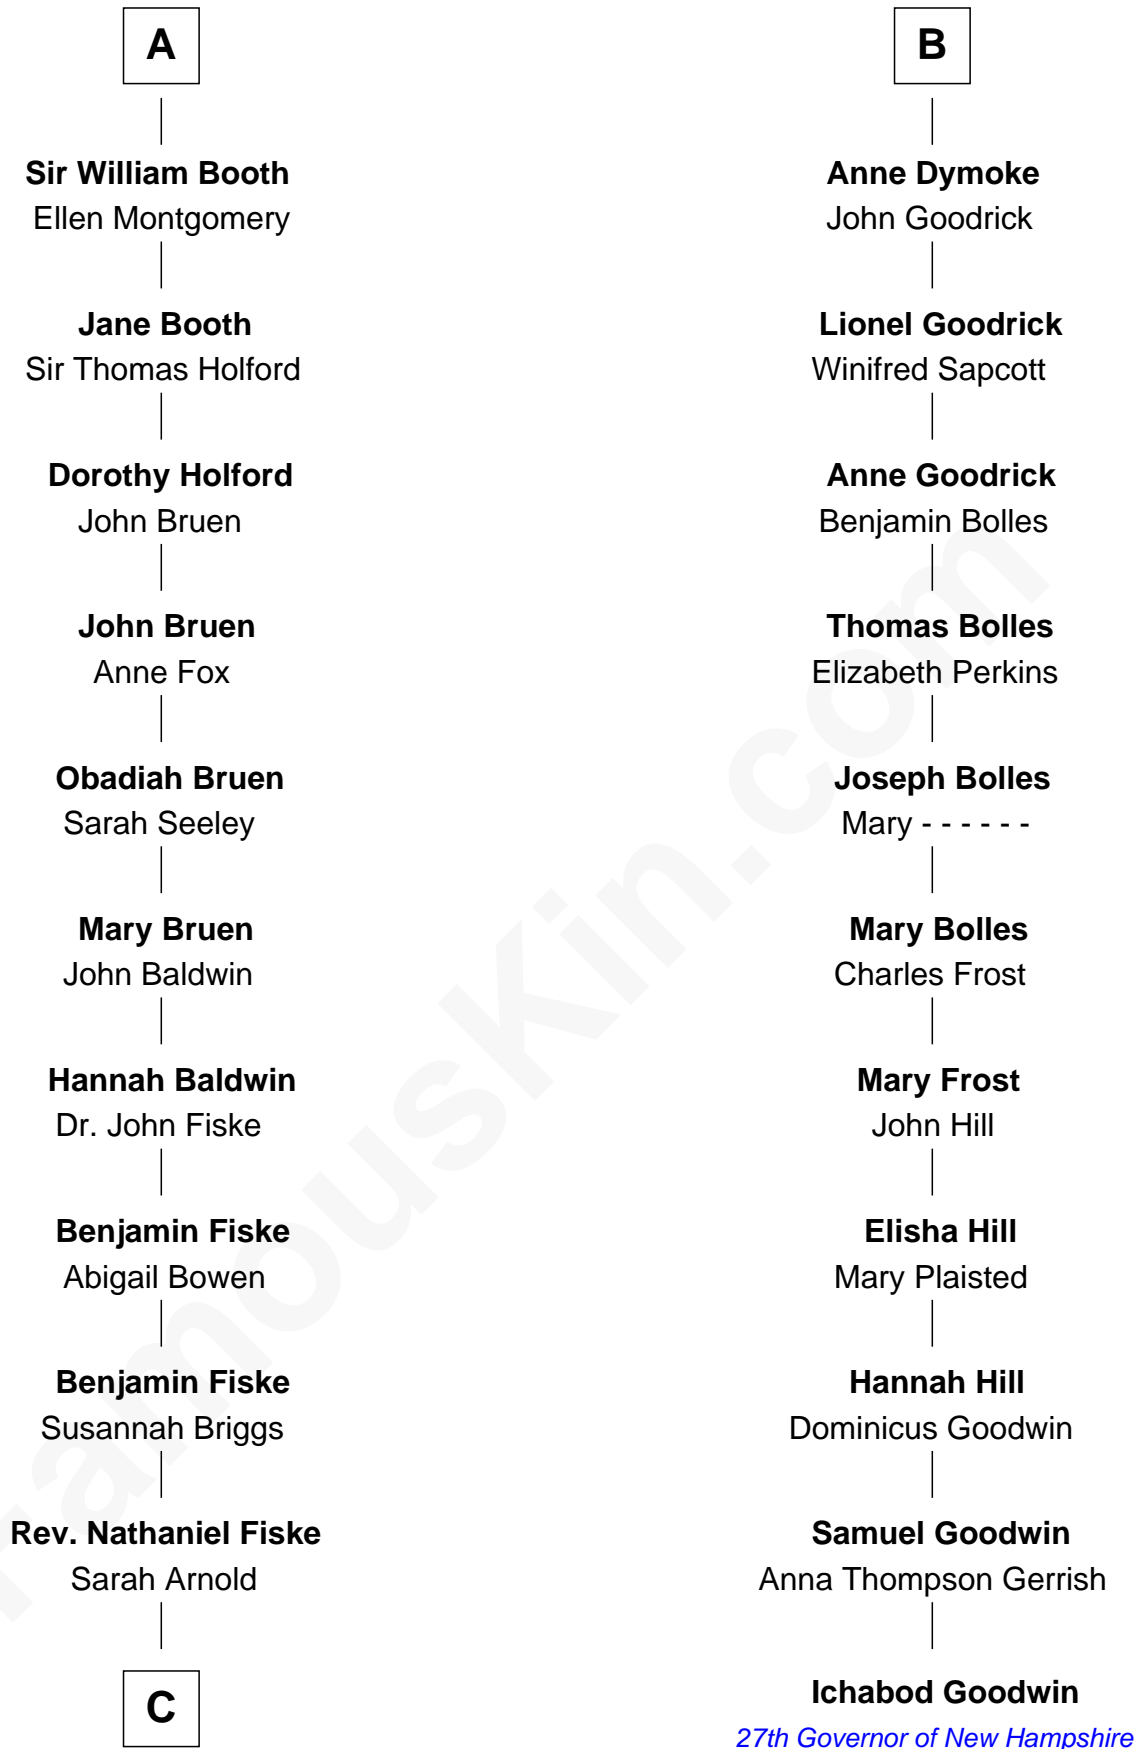 A
Sir William Booth
Ellen Montgomery
Jane Booth
Sir Thomas Holford
Dorothy Holford
John Bruen
John Bruen
Anne Fox
Obadiah Bruen
Sarah Seeley
Mary Bruen
John Baldwin
Hannah Baldwin
Dr. John Fiske
Benjamin Fiske
Abigail Bowen
Benjamin Fiske
Susannah Briggs
Rev. Nathaniel Fiske
Sarah Arnold
C
B
Anne Dymoke
John Goodrick
Lionel Goodrick
Winifred Sapcott
Anne Goodrick
Benjamin Bolles
Thomas Bolles
Elizabeth Perkins
Joseph Bolles
Mary - - - - - -
Mary Bolles
Charles Frost
Mary Frost
John Hill
Elisha Hill
Mary Plaisted
Hannah Hill
Dominicus Goodwin
Samuel Goodwin
Anna Thompson Gerrish
Ichabod Goodwin
27th Governor of New Hampshire
FamousKin.com